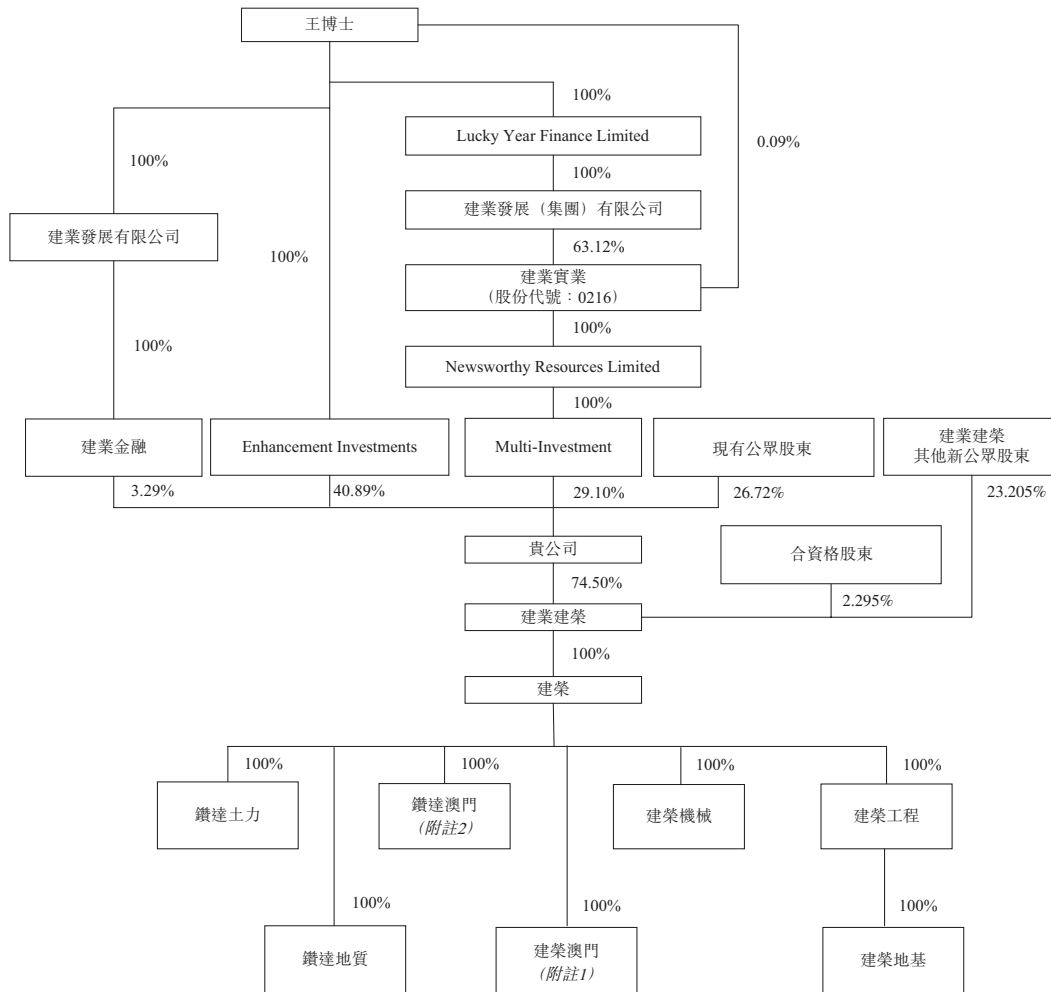 王博士
100%
Lucky Year Finance Limited
0.09%
100%
100%
建業發展（集團）有限公司
建業發展有限公司
63.12%
100%
建業實業
（股份代號：0216）
100%
100%
Newsworthy Resources Limited
100%
建業金融
Enhancement Investments
Multi-Investment
現有公眾股東
建業建榮
其他新公眾股東
3.29%
40.89%
29.10%
26.72%
23.205%
貴公司
合資格股東
74.50%
2.295%
建業建榮
100%
建榮
100%
100%
100%
100%
鑽達土力
鑽達澳門
（附註2）
建榮機械
建榮工程
100%
100%
100%
鑽達地質
建榮澳門
（附註1）
建榮地基